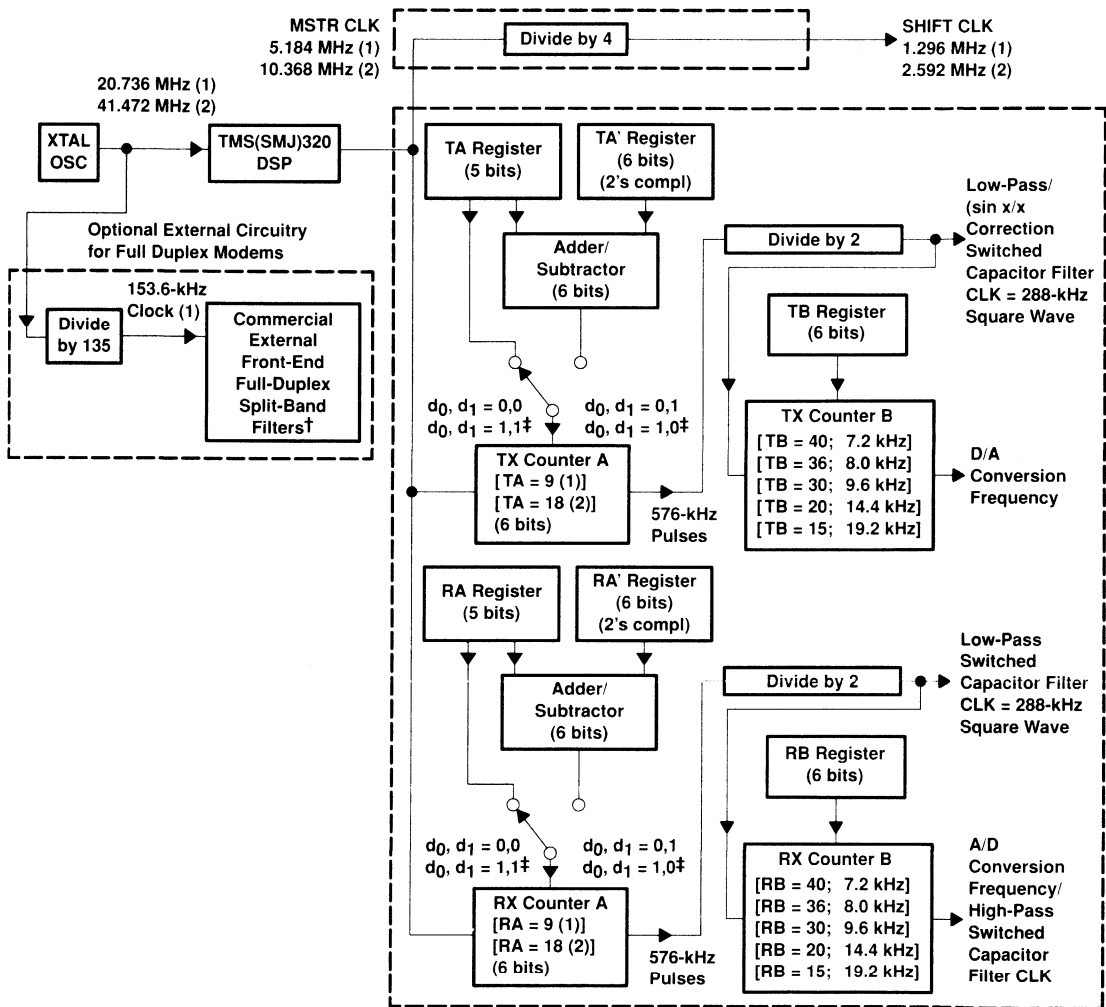 MSTR CLK
5.184 MHz (1)
10.368 MHz (2)
Divide by 4
SHIFT CLK
1.296 MHz (1)
2.592 MHz (2)
20.736 MHz (1)
41.472 MHz (2)
XTAL
OSC
TMS(SMJ)320
DSP
Optional External Circuitry
for Full Duplex Modems
153.6-kHz
Clock (1)
Divide
by 135
Commercial
External
Front-End
Full-Duplex
Split-Band
Filters†
TA Register
(5 bits)
TA' Register
(6 bits)
(2's compl)
Adder/
Subtractor
(6 bits)
d0, d1 = 0,0
d0, d1 = 1,1‡
d0, d1 = 0,1
d0, d1 = 1,0‡
TX Counter A
[TA = 9 (1)]
[TA = 18 (2)]
(6 bits)
576-kHz
Pulses
Divide by 2
Low-Pass/
(sin x/x
Correction
Switched
Capacitor Filter
CLK = 288-kHz
Square Wave
TB Register
(6 bits)
TX Counter B
[TB = 40; 7.2 kHz]
[TB = 36; 8.0 kHz]
[TB = 30; 9.6 kHz]
[TB = 20; 14.4 kHz]
[TB = 15; 19.2 kHz]
D/A
Conversion
Frequency
RA Register
(5 bits)
RA' Register
(6 bits)
(2's compl)
Adder/
Subtractor
(6 bits)
d0, d1 = 0,0
d0, d1 = 1,1‡
d0, d1 = 0,1
d0, d1 = 1,0‡
RX Counter A
[RA = 9 (1)]
[RA = 18 (2)]
(6 bits)
576-kHz
Pulses
Divide by 2
Low-Pass
Switched
Capacitor Filter
CLK = 288-kHz
Square Wave
RB Register
(6 bits)
RX Counter B
[RB = 40; 7.2 kHz]
[RB = 36; 8.0 kHz]
[RB = 30; 9.6 kHz]
[RB = 20; 14.4 kHz]
[RB = 15; 19.2 kHz]
A/D
Conversion
Frequency/
High-Pass
Switched
Capacitor
Filter CLK